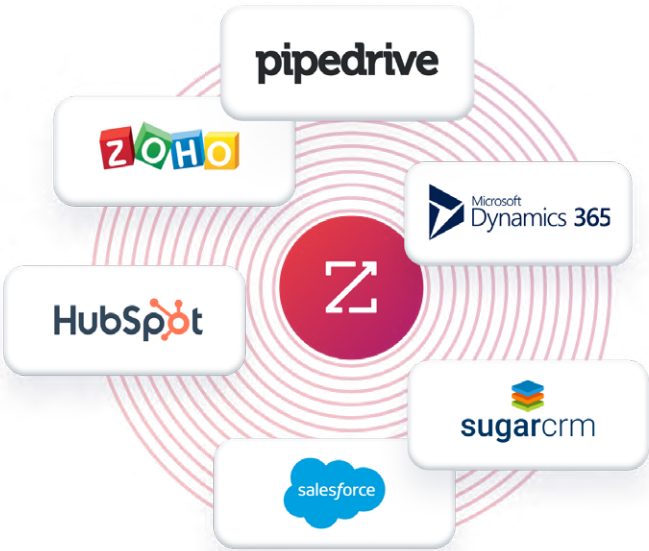 pipedrive
ZOHO
Microsoft
Dynamics 365
HubSpot
sugarcrm
salesforce